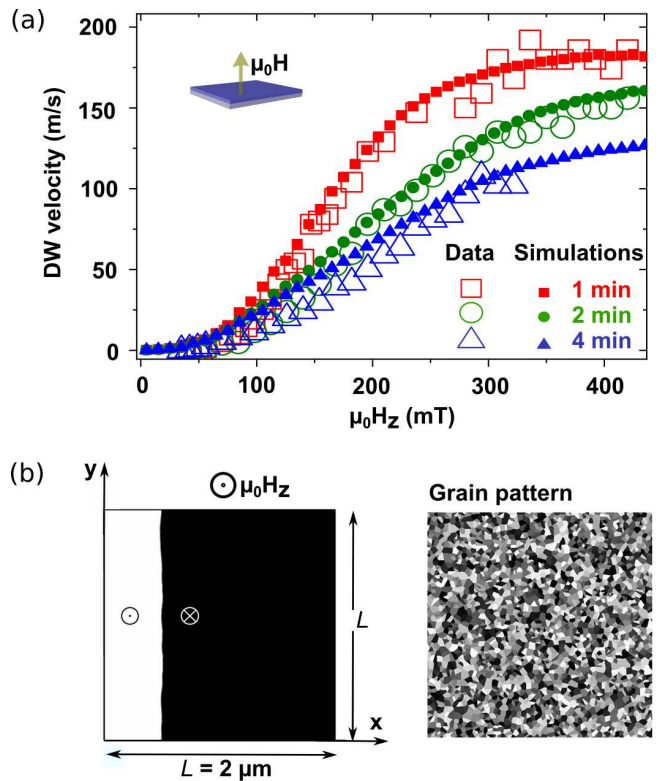 (a)
200
150
100
50
0
DW velocity (m/s)
μ₀H
Data Simulations
1 min
2 min
4 min
0 100 200 300 400
μ₀Hz (mT)
(b)
y
μ₀Hz
L
x
L = 2 μm
Grain pattern